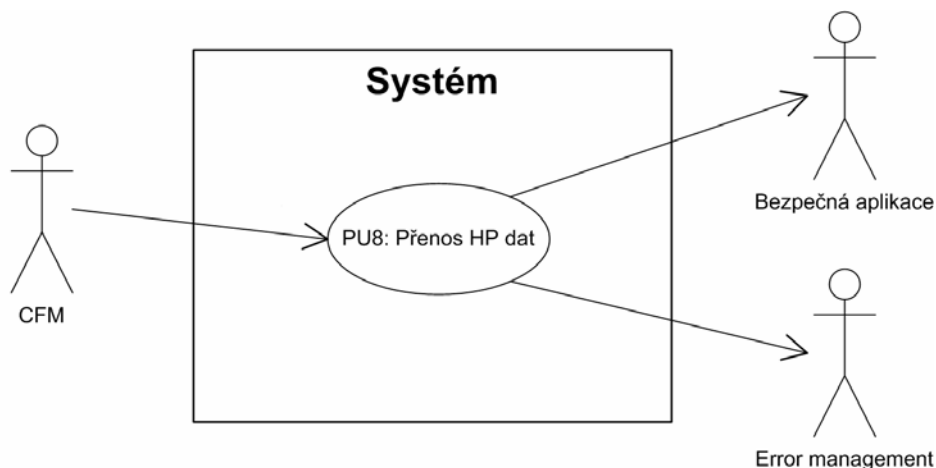 Systém
Bezpečná aplikace
PU8: Přenos HP dat
CFM
Error management